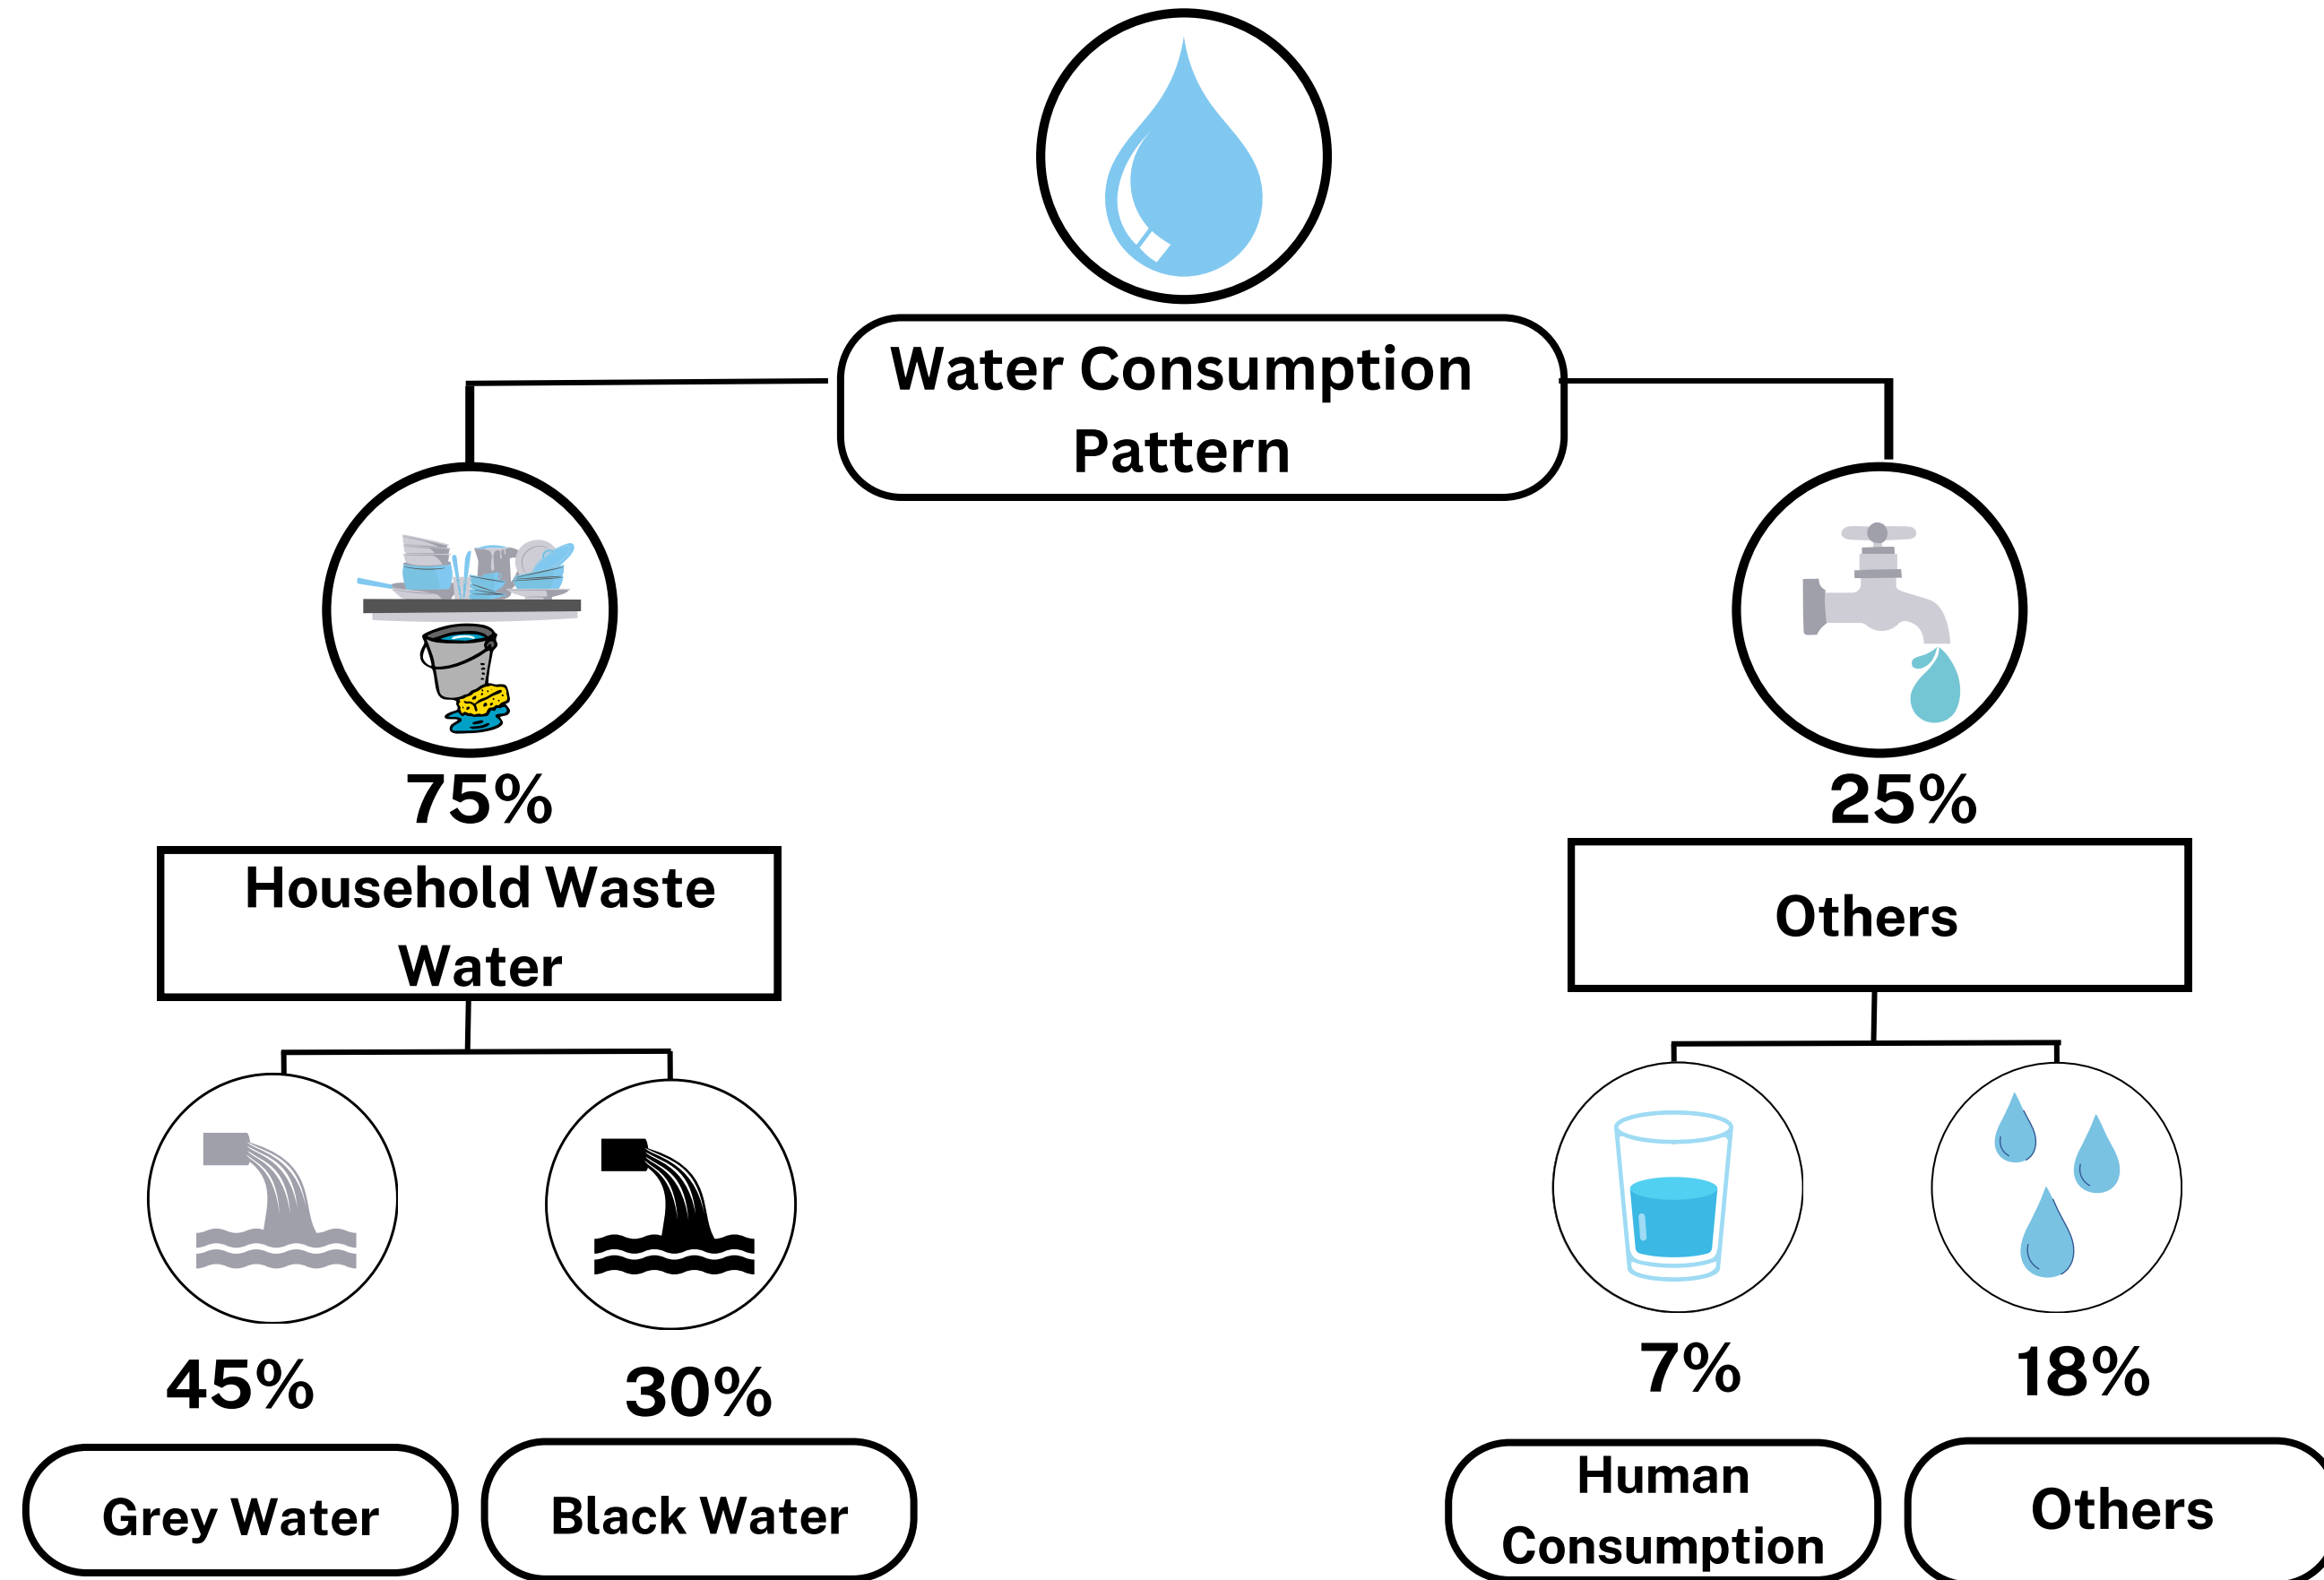 Water Consumption
Pattern
75%
25%
Household Waste
Water
Others
45%
30%
7%
18%
Grey Water
Black Water
Human
Consumption
Others